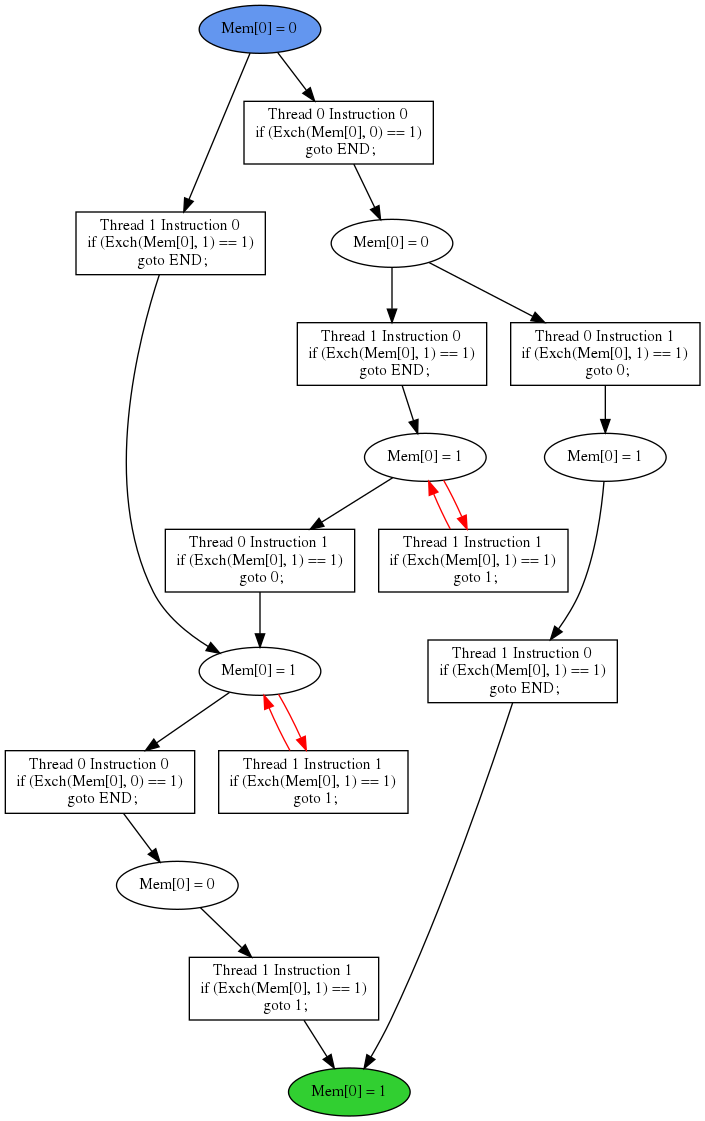 Mem[0] = 0
Thread 0 Instruction 0
if (Exch(Mem[0], 0) == 1)
goto END;
Thread 1 Instruction 0
if (Exch(Mem[0], 1) == 1)
goto END;
Mem[0] = 0
Thread 1 Instruction 0
if (Exch(Mem[0], 1) == 1)
goto END;
Thread 0 Instruction 1
if (Exch(Mem[0], 1) == 1)
goto 0;
Mem[0] = 1
Mem[0] = 1
Thread 0 Instruction 1
if (Exch(Mem[0], 1) == 1)
goto 0;
Thread 1 Instruction 1
if (Exch(Mem[0], 1) == 1)
goto 1;
Mem[0] = 1
Thread 1 Instruction 0
if (Exch(Mem[0], 1) == 1)
goto END;
Thread 0 Instruction 0
if (Exch(Mem[0], 0) == 1)
goto END;
Thread 1 Instruction 1
if (Exch(Mem[0], 1) == 1)
goto 1;
Mem[0] = 0
Thread 1 Instruction 1
if (Exch(Mem[0], 1) == 1)
goto 1;
Mem[0] = 1